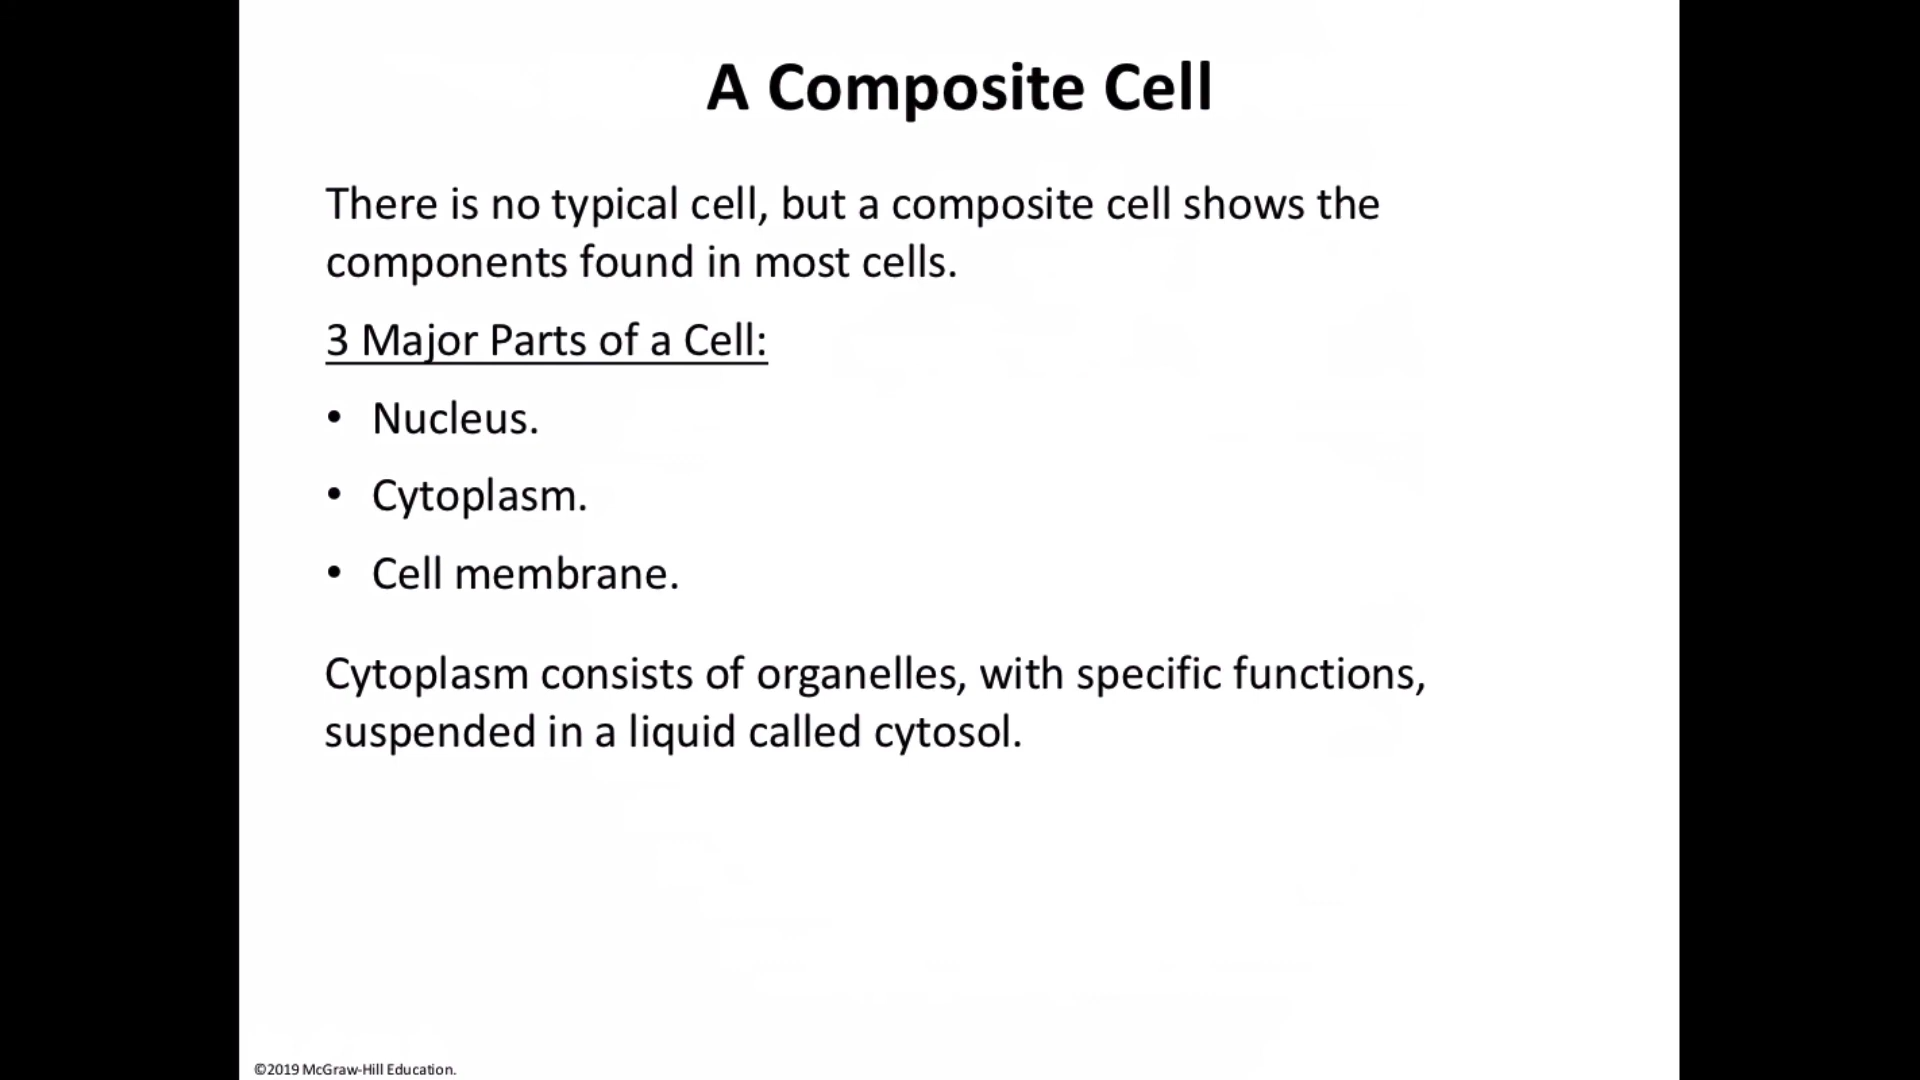 A Composite Cell
There is no typical cell, but a composite cell shows the
components found in most cells.
3 Major Parts of a Cell:
• Nucleus.
• Cytoplasm.
• Cell membrane.
Cytoplasm consists of organelles, with specific functions,
suspended in a liquid called cytosol.
©2019 McGraw-Hill Education.